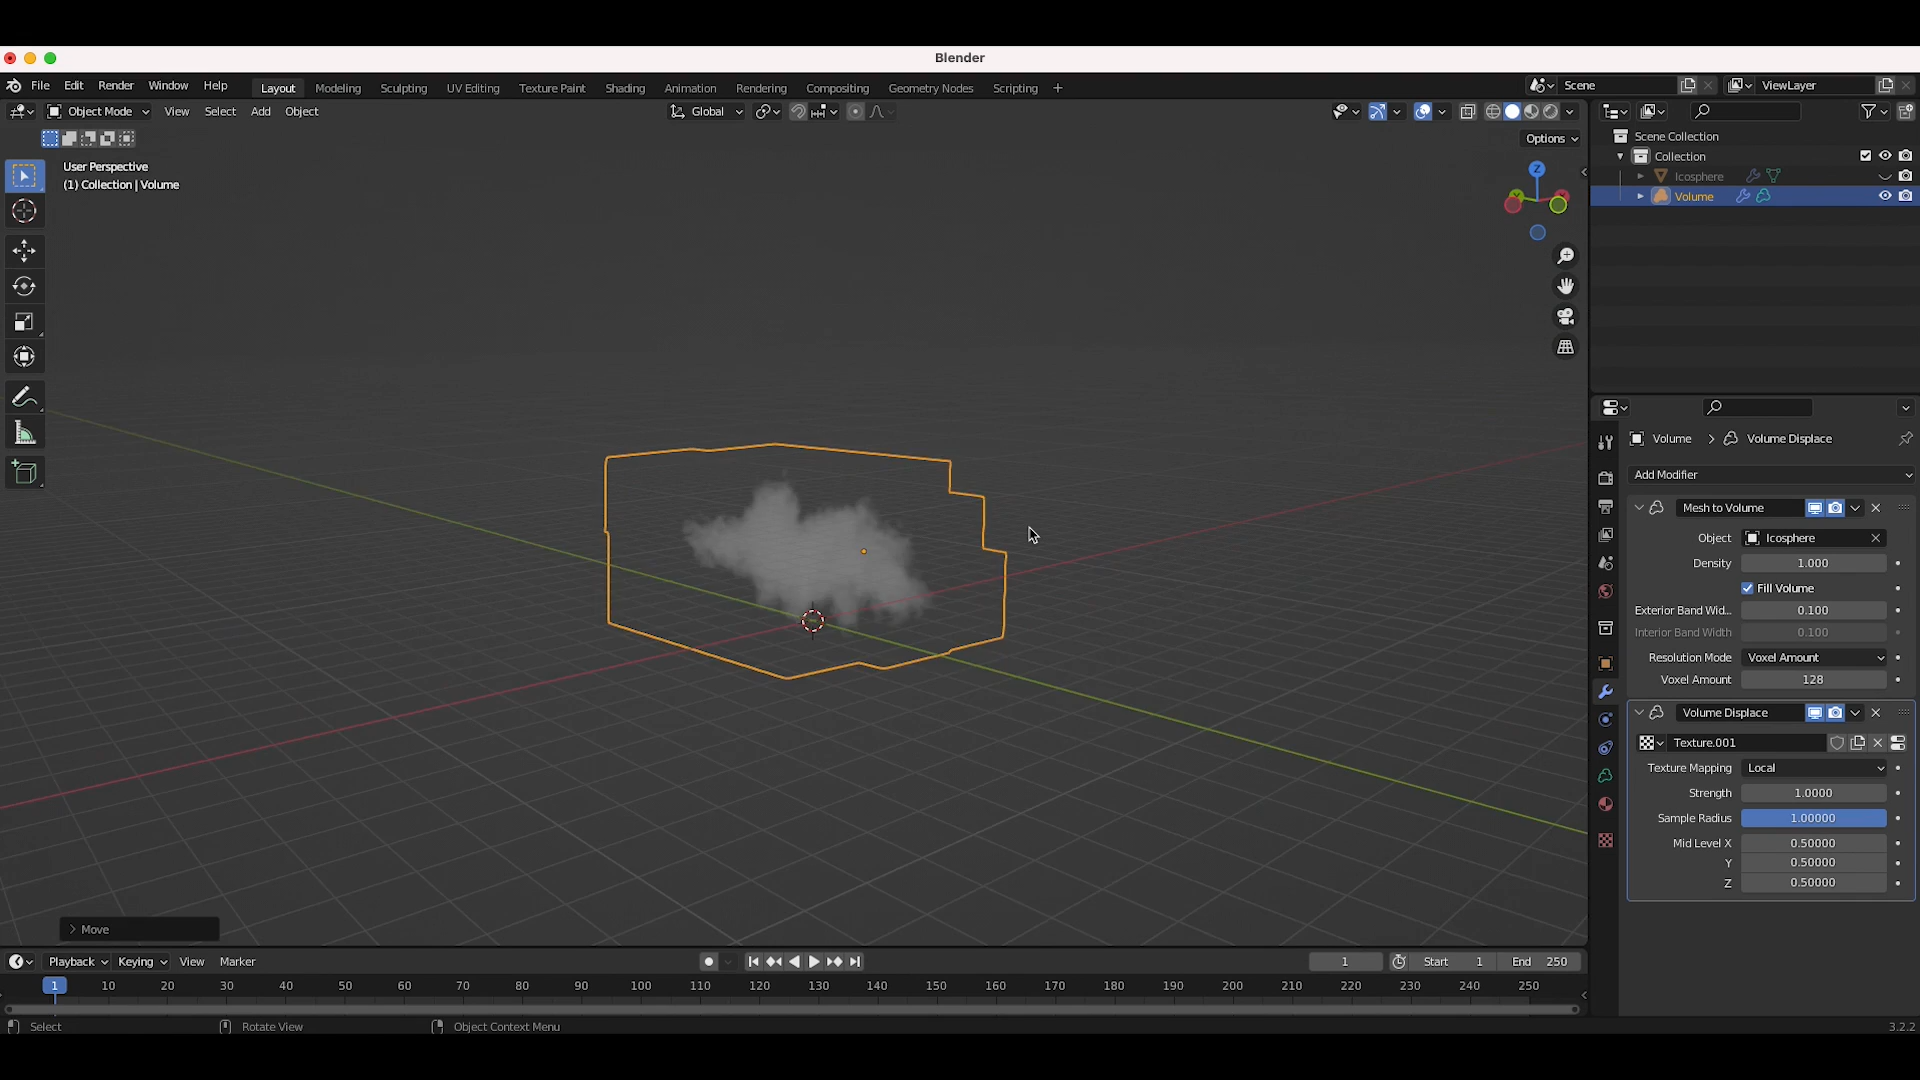 Blender
File Edit Render Window Help Layout Modeling Sculpting UV Editing Texture Paint Shading Animation Rendering Compositing Geometry Nodes Scripting + Scene ViewLayer
Object Mode View Select Add Object Global
Options
User Perspective
(1) Collection | Volume
Z
Scene Collection
Collection
Icosphere
Volume
Volume > Volume Displace
Add Modifier
Mesh to Volume
Object Icosphere
Density 1.000
Fill Volume
Exterior Band Wid... 0.100
Interior Band Width 0.100
Resolution Mode Voxel Amount
Voxel Amount 128
Volume Displace
Texture.001
Texture Mapping Local
Strength 1.0000
Sample Radius 1.00000
Mid Level X 0.50000
Y 0.50000
Z 0.50000
> Move
Playback Keying View Marker 1 Start 1 End 250
1 10 20 30 40 50 60 70 80 90 100 110 120 130 140 150 160 170 180 190 200 210 220 230 240 250
Select Rotate View Object Context Menu 3.2.2